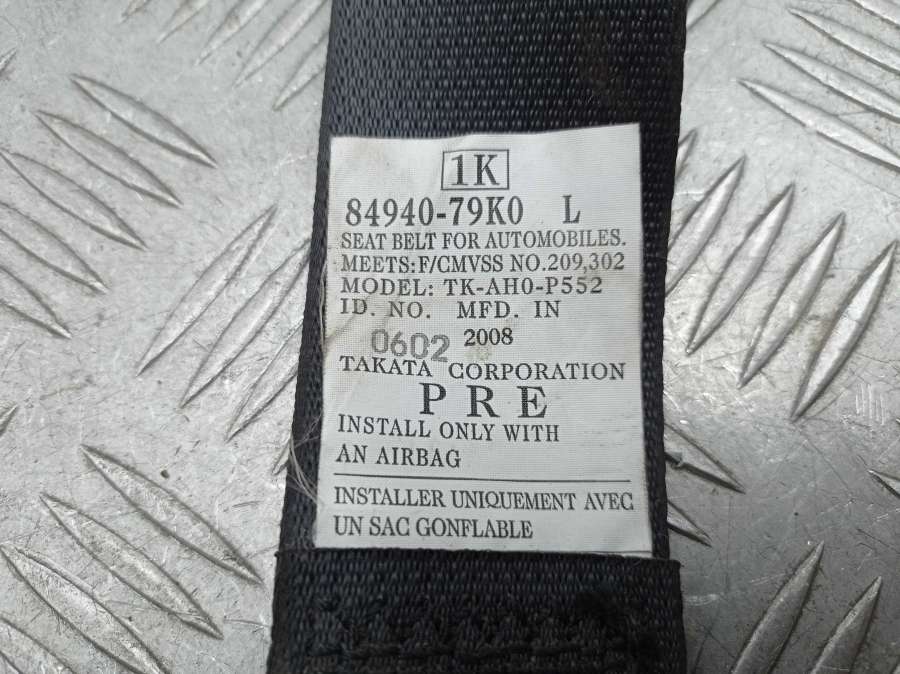 1K
84940-79K0 L
SEAT BELT FOR AUTOMOBILES.
MEETS:F/CMVSS NO.209,302
MODEL: TK-AH0-P552
ID. NO. MFD. IN
0602 2008
TAKATA CORPORATION
PRE
INSTALL ONLY WITH
AN AIRBAG
INSTALLER UNIQUEMENT AVEC
UN SAC GONFLABLE